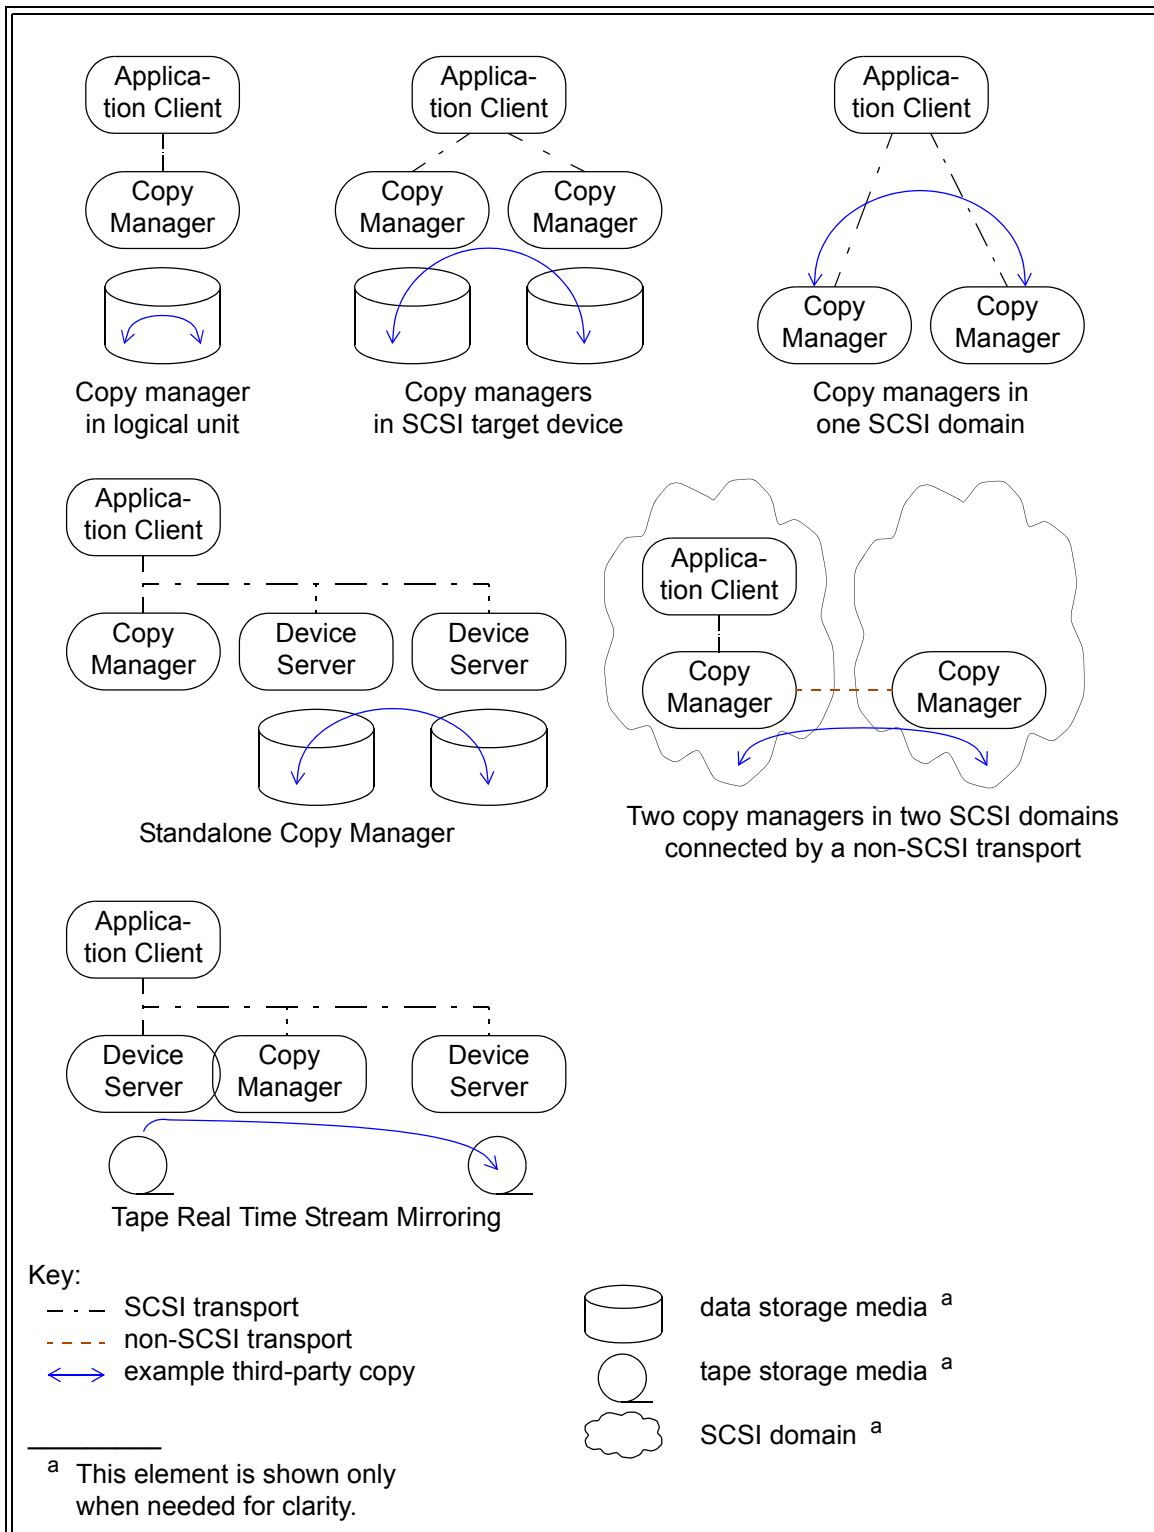 Applica-
tion Client
Copy
Manager
Copy manager
in logical unit
Applica-
tion Client
Copy
Manager
Copy
Manager
Copy managers
in SCSI target device
Applica-
tion Client
Copy
Manager
Copy
Manager
Copy managers in
one SCSI domain
Applica-
tion Client
Copy
Manager
Device
Server
Device
Server
Standalone Copy Manager
Applica-
tion Client
Copy
Manager
Copy
Manager
Two copy managers in two SCSI domains
connected by a non-SCSI transport
Applica-
tion Client
Device
Server
Copy
Manager
Device
Server
Tape Real Time Stream Mirroring
Key:
SCSI transport
non-SCSI transport
example third-party copy
data storage media a
tape storage media a
SCSI domain a
a This element is shown only
when needed for clarity.